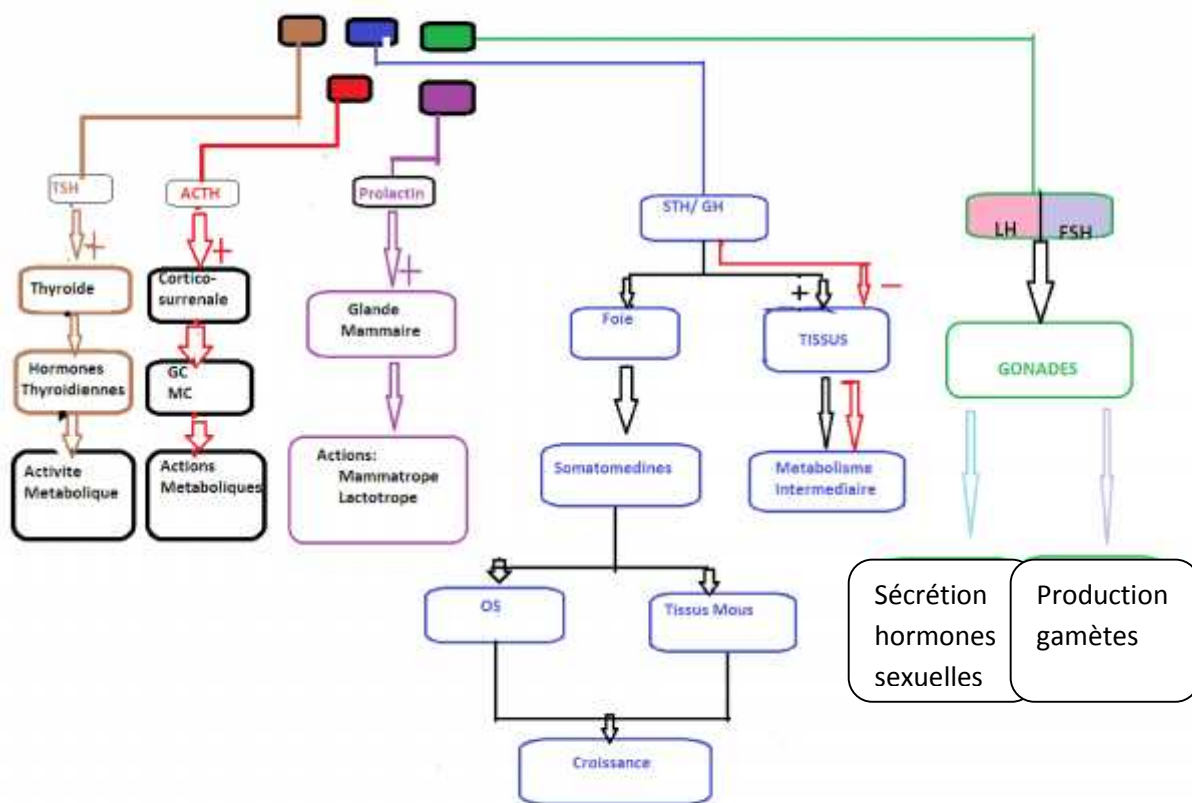 TSH
+
Thyroide
Hormones
Thyroidiennes
Activite
Metabolique
ACTH
+
Cortico-
surrenale
GC
MC
Actions
Metaboliques
Prolactin
+
Glande
Mammaire
Actions:
Mammatrope
Lactotrope
STH/ GH
+
−
Foie
TISSUS
Somatomedines
Metabolisme
Intermediaire
OS
Tissus Mous
Croissance
LH
FSH
GONADES
Sécrétion
hormones
sexuelles
Production
gamètes